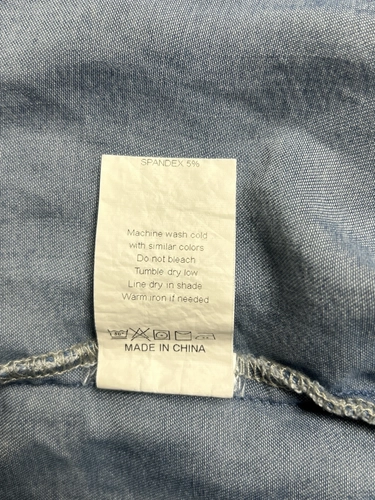 SPANDEX 5%
Machine wash cold
with similar colors
Do not bleach
Tumble dry low
Line dry in shade
Warm iron if needed
MADE IN CHINA